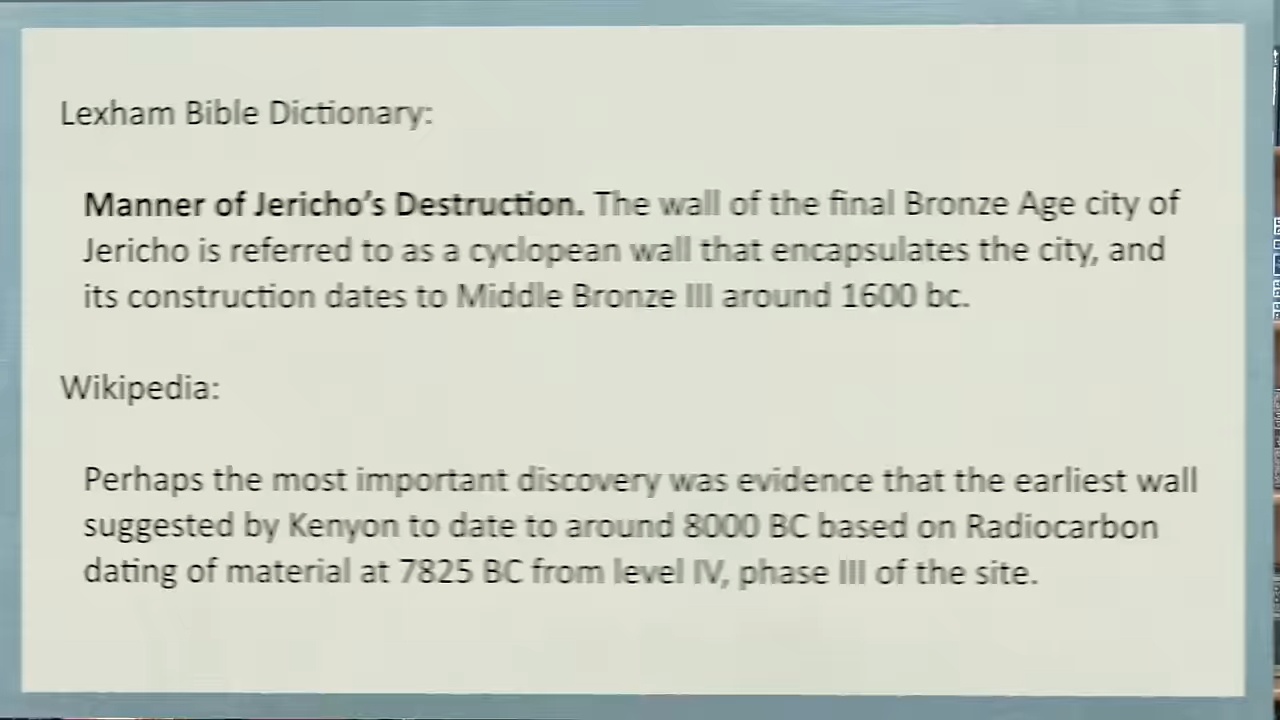 Lexham Bible Dictionary:
Manner of Jericho's Destruction. The wall of the final Bronze Age city of
Jericho is referred to as a cyclopean wall that encapsulates the city, and
its construction dates to Middle Bronze III around 1600 bc.
Wikipedia:
Perhaps the most important discovery was evidence that the earliest wall
suggested by Kenyon to date to around 8000 BC based on Radiocarbon
dating of material at 7825 BC from level IV, phase III of the site.